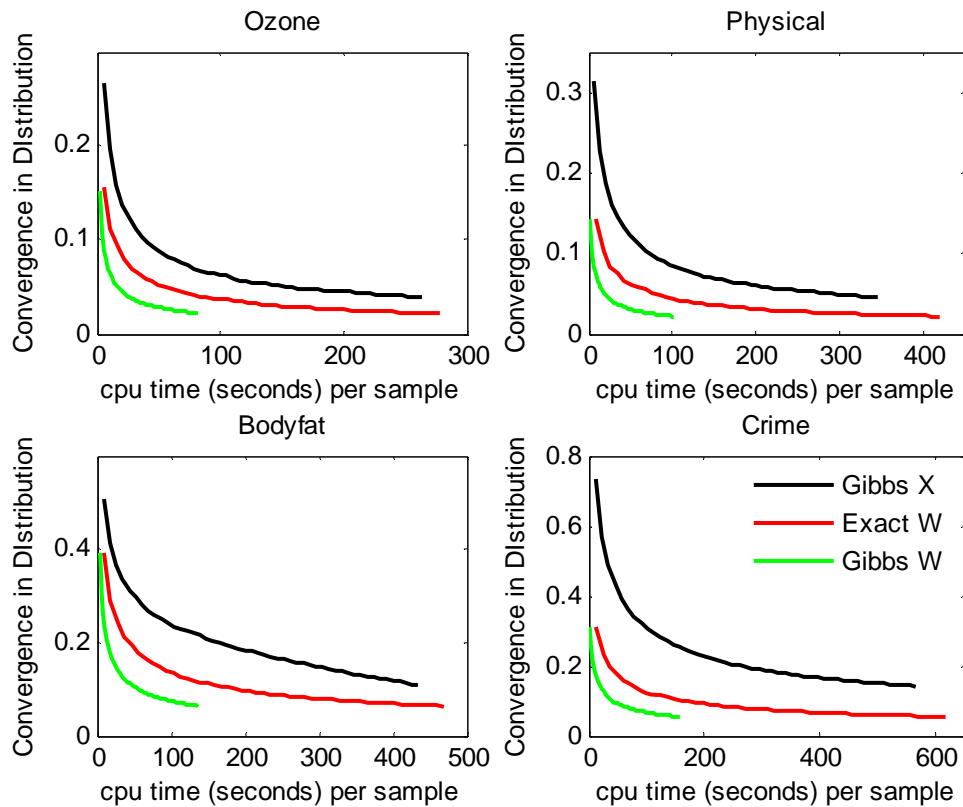 Ozone
Convergence in DIstribution
0.2
0.1
0
0
100
200
300
cpu time (seconds) per sample
Physical
Convergence in DIstribution
0.3
0.2
0.1
0
0
100
200
300
400
cpu time (seconds) per sample
Bodyfat
Convergence in DIstribution
0.4
0.2
0
0
100
200
300
400
500
cpu time (seconds) per sample
Crime
Convergence in DIstribution
0.8
0.6
0.4
0.2
0
0
200
400
600
cpu time (seconds) per sample
Gibbs X
Exact W
Gibbs W